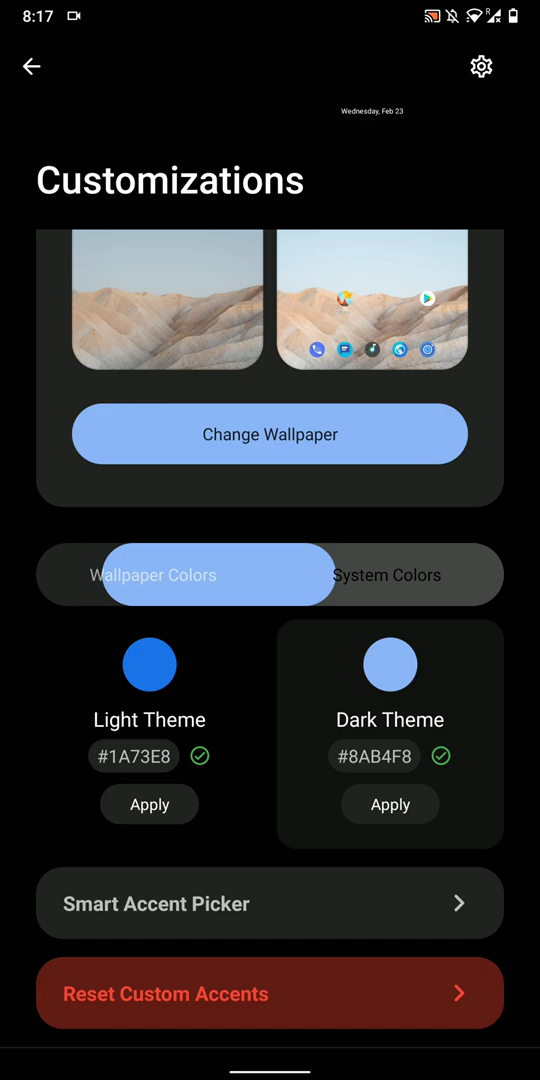 8:17
R
Wednesday, Feb 23
Customizations
Change Wallpaper
Wallpaper Colors
System Colors
Light Theme
Dark Theme
#1A73E8
#8AB4F8
Apply
Apply
Smart Accent Picker
Reset Custom Accents